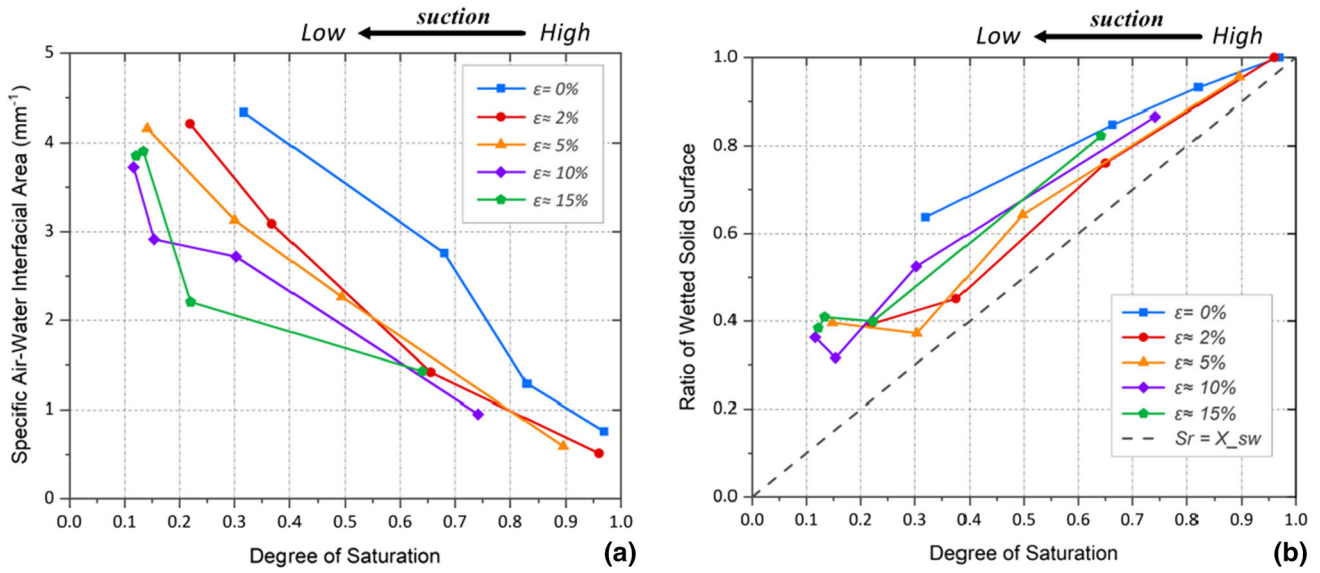 suction
Low High
Specific Air-Water Interfacial Area (mm⁻¹)
5
4
3
2
1
0
ε= 0%
ε≈ 2%
ε≈ 5%
ε≈ 10%
ε≈ 15%
0.0 0.1 0.2 0.3 0.4 0.5 0.6 0.7 0.8 0.9 1.0
Degree of Saturation
(a)
suction
Low High
Ratio of Wetted Solid Surface
1.0
0.8
0.6
0.4
0.2
0.0
ε= 0%
ε≈ 2%
ε≈ 5%
ε≈ 10%
ε≈ 15%
Sr = X_sw
0.0 0.1 0.2 0.3 0.4 0.5 0.6 0.7 0.8 0.9 1.0
Degree of Saturation
(b)